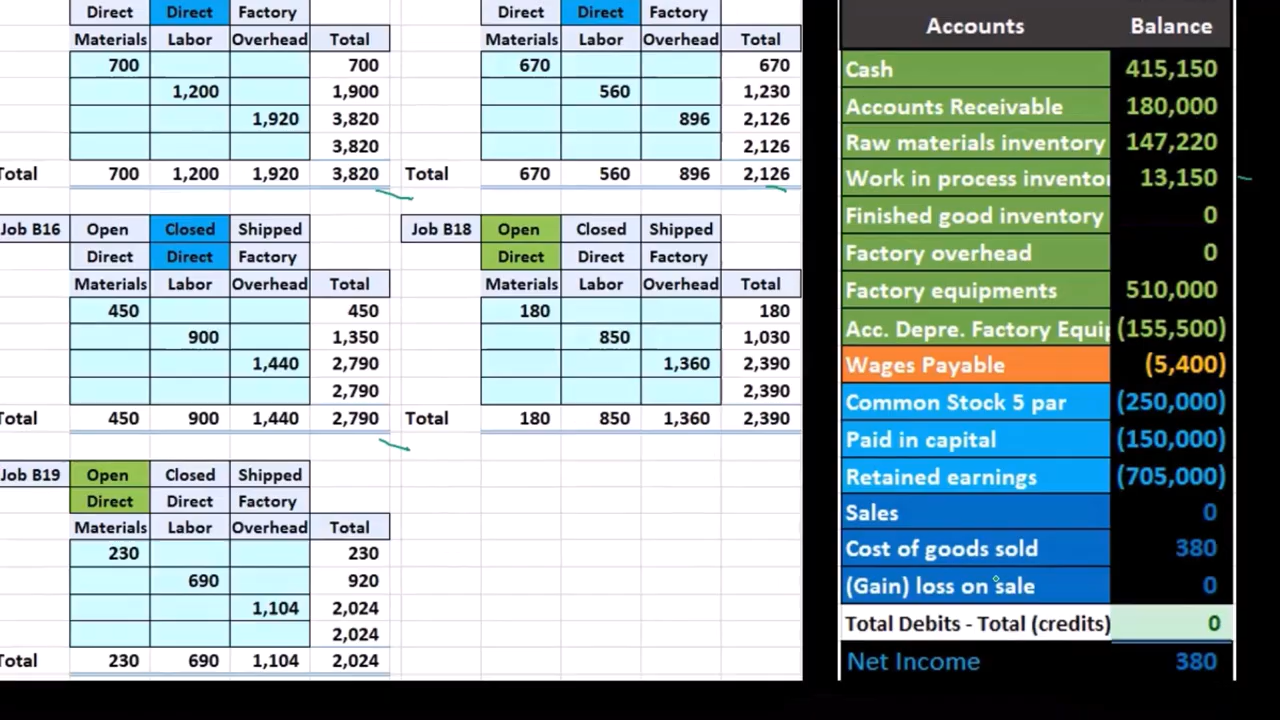 Direct Direct Factory
Materials Labor Overhead Total
700 700
1,200 1,900
1,920 3,820
3,820
Total 700 1,200 1,920 3,820
Job B16 Open Closed Shipped
Direct Direct Factory
Materials Labor Overhead Total
450 450
900 1,350
1,440 2,790
2,790
Total 450 900 1,440 2,790
Job B19 Open Closed Shipped
Direct Direct Factory
Materials Labor Overhead Total
230 230
690 920
1,104 2,024
2,024
Total 230 690 1,104 2,024
Direct Direct Factory
Materials Labor Overhead Total
670 670
560 1,230
896 2,126
2,126
Total 670 560 896 2,126
Job B18 Open Closed Shipped
Direct Direct Factory
Materials Labor Overhead Total
180 180
850 1,030
1,360 2,390
2,390
Total 180 850 1,360 2,390
Accounts Balance
Cash 415,150
Accounts Receivable 180,000
Raw materials inventory 147,220
Work in process inventor 13,150
Finished good inventory 0
Factory overhead 0
Factory equipments 510,000
Acc. Depre. Factory Equip (155,500)
Wages Payable (5,400)
Common Stock 5 par (250,000)
Paid in capital (150,000)
Retained earnings (705,000)
Sales 0
Cost of goods sold 380
(Gain) loss on sale 0
Total Debits - Total (credits) 0
Net Income 380